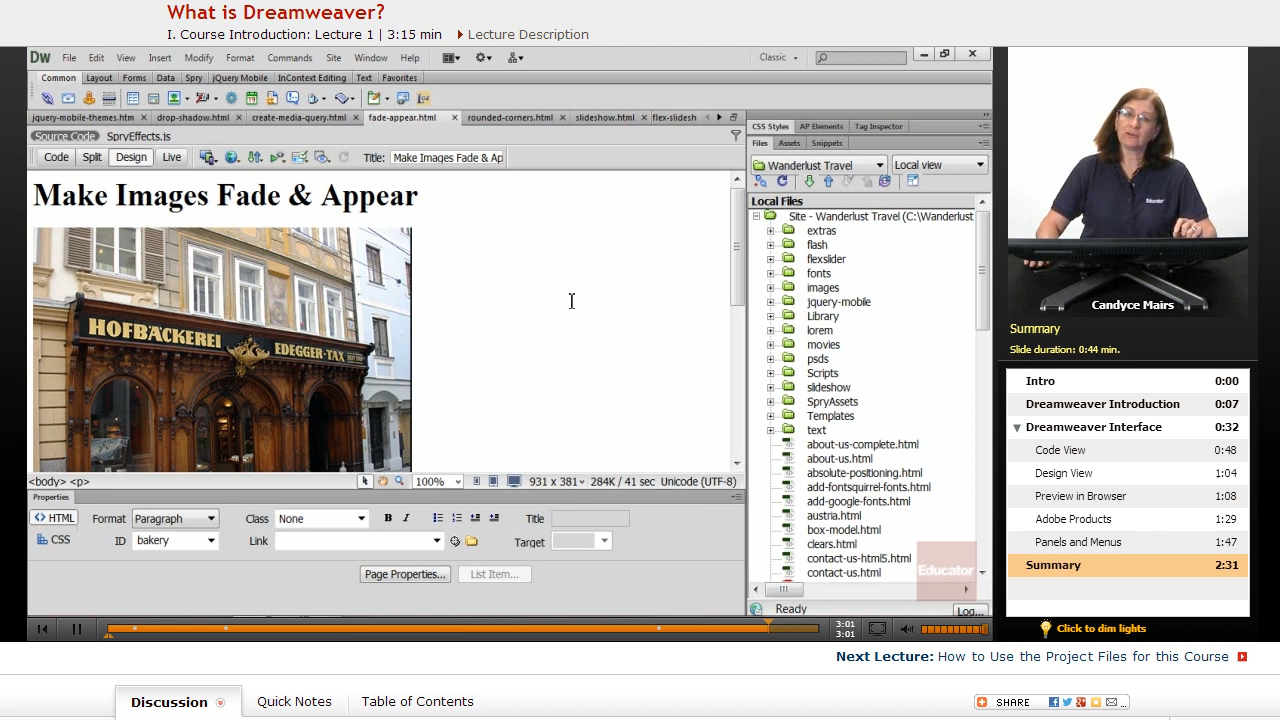 What is Dreamweaver?
I. Course Introduction: Lecture 1 | 3:15 min
Lecture Description
Dw File Edit View Insert Modify Format Commands Site Window Help Classic
Common Layout Forms Data Spry jQuery Mobile InContext Editing Text Favorites
jquery-mobile-themes.htm drop-shadow.html create-media-query.html fade-appear.html rounded-corners.html slideshow.html flex-slidesh
Source Code SpryEffects.js
Code Split Design Live Title: Make Images Fade & Ap
Make Images Fade & Appear
HOFBÄCKEREI EDEGGER-TAX
<body> <p> 100% 931 x 381 284K / 41 sec Unicode (UTF-8)
Properties
<> HTML Format Paragraph Class None B I Title
CSS ID bakery Link Target
Page Properties... List Item...
CSS Styles AP Elements Tag Inspector
Files Assets Snippets
Wanderlust Travel Local view
Local Files
Site - Wanderlust Travel (C:\Wanderlust
extras
flash
flexslider
fonts
images
jquery-mobile
Library
lorem
movies
psds
Scripts
slideshow
SpryAssets
Templates
text
about-us-complete.html
about-us.html
absolute-positioning.html
add-fontsquirrel-fonts.html
add-google-fonts.html
austria.html
box-model.html
clears.html
contact-us-html5.html
contact-us.html
Educator
Ready Log...
3:01
3:01
Educator
Candyce Mairs
Summary
Slide duration: 0:44 min.
Intro 0:00
Dreamweaver Introduction 0:07
Dreamweaver Interface 0:32
Code View 0:48
Design View 1:04
Preview in Browser 1:08
Adobe Products 1:29
Panels and Menus 1:47
Summary 2:31
Click to dim lights
Next Lecture: How to Use the Project Files for this Course
Discussion Quick Notes Table of Contents
SHARE